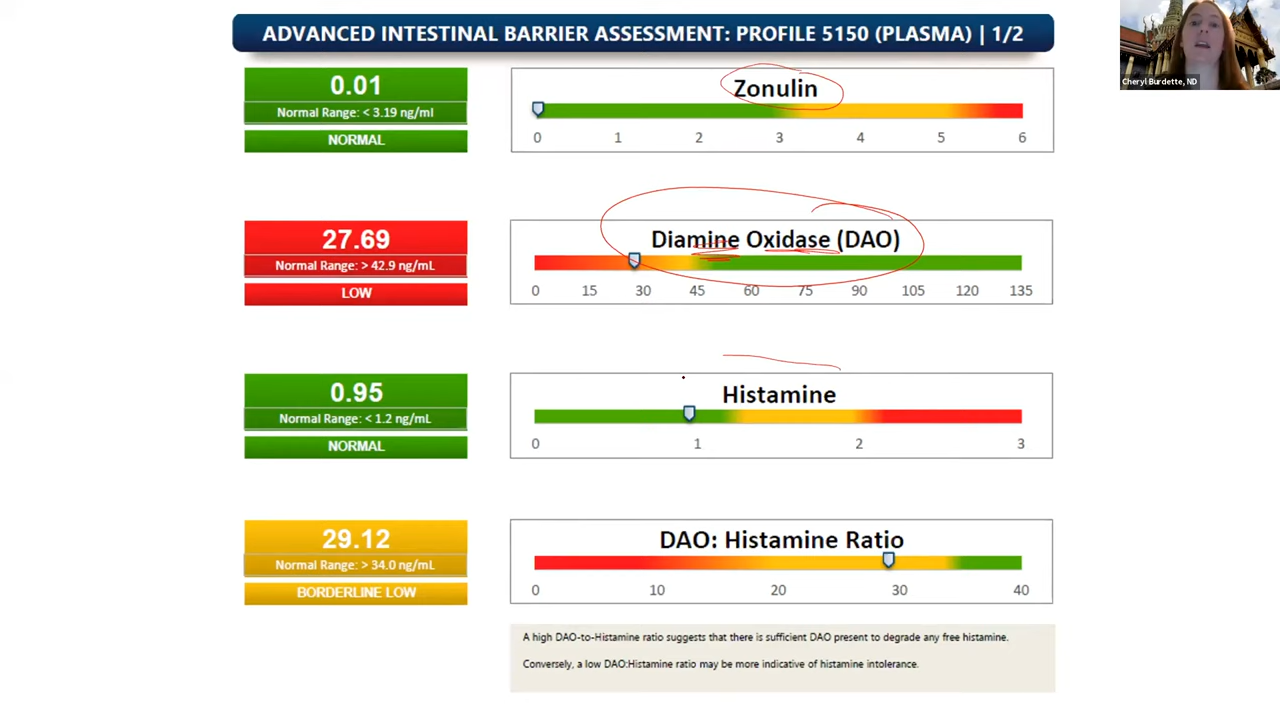 ADVANCED INTESTINAL BARRIER ASSESSMENT: PROFILE 5150 (PLASMA) | 1/2
Cheryl Burdette, ND
0.01
Normal Range: < 3.19 ng/ml
NORMAL
Zonulin
0 1 2 3 4 5 6
27.69
Normal Range: > 42.9 ng/mL
LOW
Diamine Oxidase (DAO)
0 15 30 45 60 75 90 105 120 135
0.95
Normal Range: < 1.2 ng/mL
NORMAL
Histamine
0 1 2 3
29.12
Normal Range: > 34.0 ng/mL
BORDERLINE LOW
DAO: Histamine Ratio
0 10 20 30 40
A high DAO-to-Histamine ratio suggests that there is sufficient DAO present to degrade any free histamine.
Conversely, a low DAO:Histamine ratio may be more indicative of histamine intolerance.